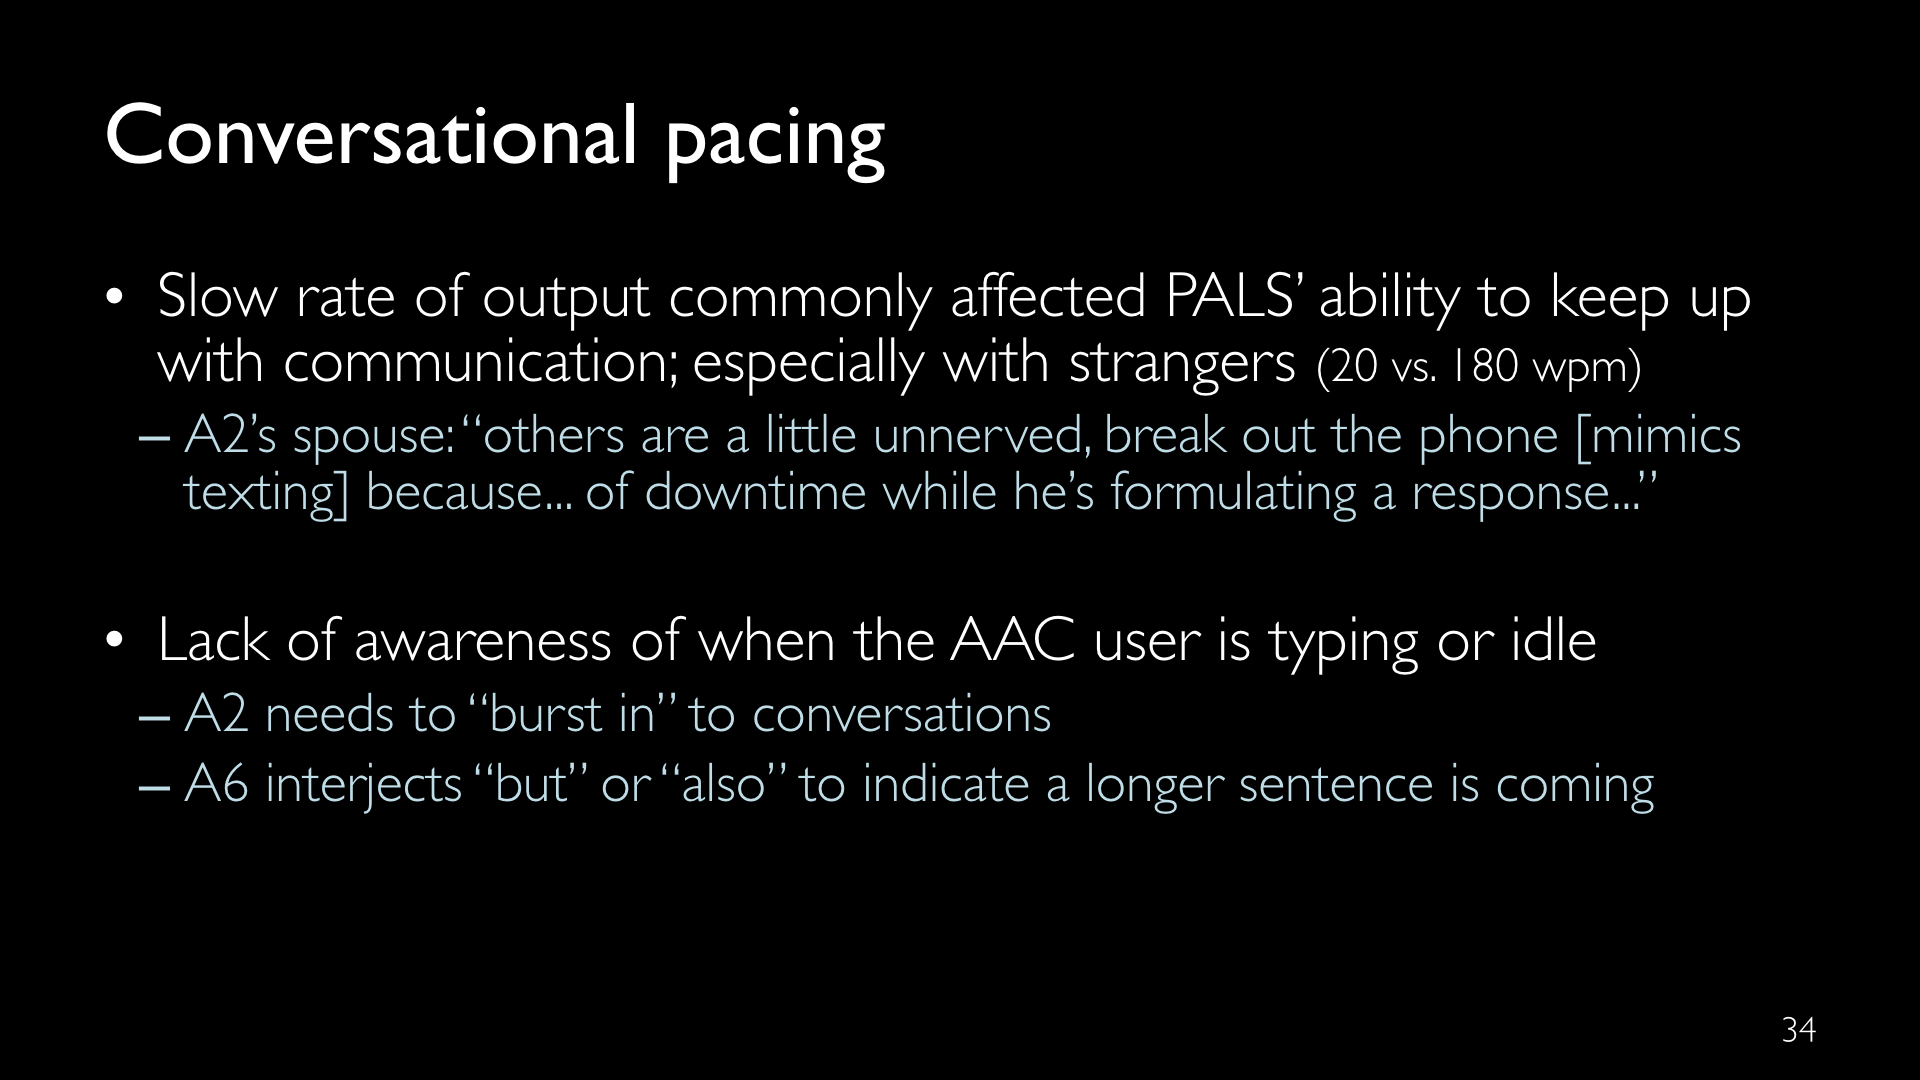 Conversational pacing
• Slow rate of output commonly affected PALS’ ability to keep up
with communication; especially with strangers (20 vs. 180 wpm)
– A2’s spouse: “others are a little unnerved, break out the phone [mimics
texting] because... of downtime while he’s formulating a response...”
• Lack of awareness of when the AAC user is typing or idle
– A2 needs to “burst in” to conversations
– A6 interjects “but” or “also” to indicate a longer sentence is coming
34